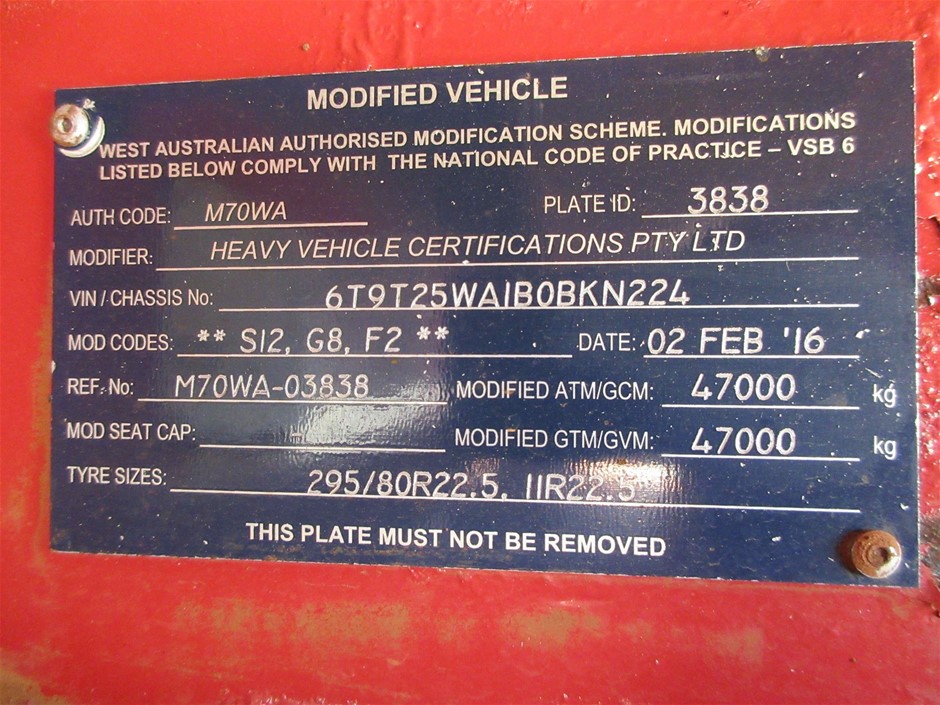 MODIFIED VEHICLE
WEST AUSTRALIAN AUTHORISED MODIFICATION SCHEME. MODIFICATIONS
LISTED BELOW COMPLY WITH THE NATIONAL CODE OF PRACTICE – VSB 6
AUTH CODE: M70WA PLATE ID: 3838
MODIFIER: HEAVY VEHICLE CERTIFICATIONS PTY LTD
VIN / CHASSIS No: 6T9T25WA1B0BKN224
MOD CODES: ** S12, G8, F2 ** DATE: 02 FEB '16
REF. No: M70WA-03838 MODIFIED ATM/GCM: 47000 kg
MOD SEAT CAP: MODIFIED GTM/GVM: 47000 kg
TYRE SIZES: 295/80R22.5, 11R22.5
THIS PLATE MUST NOT BE REMOVED